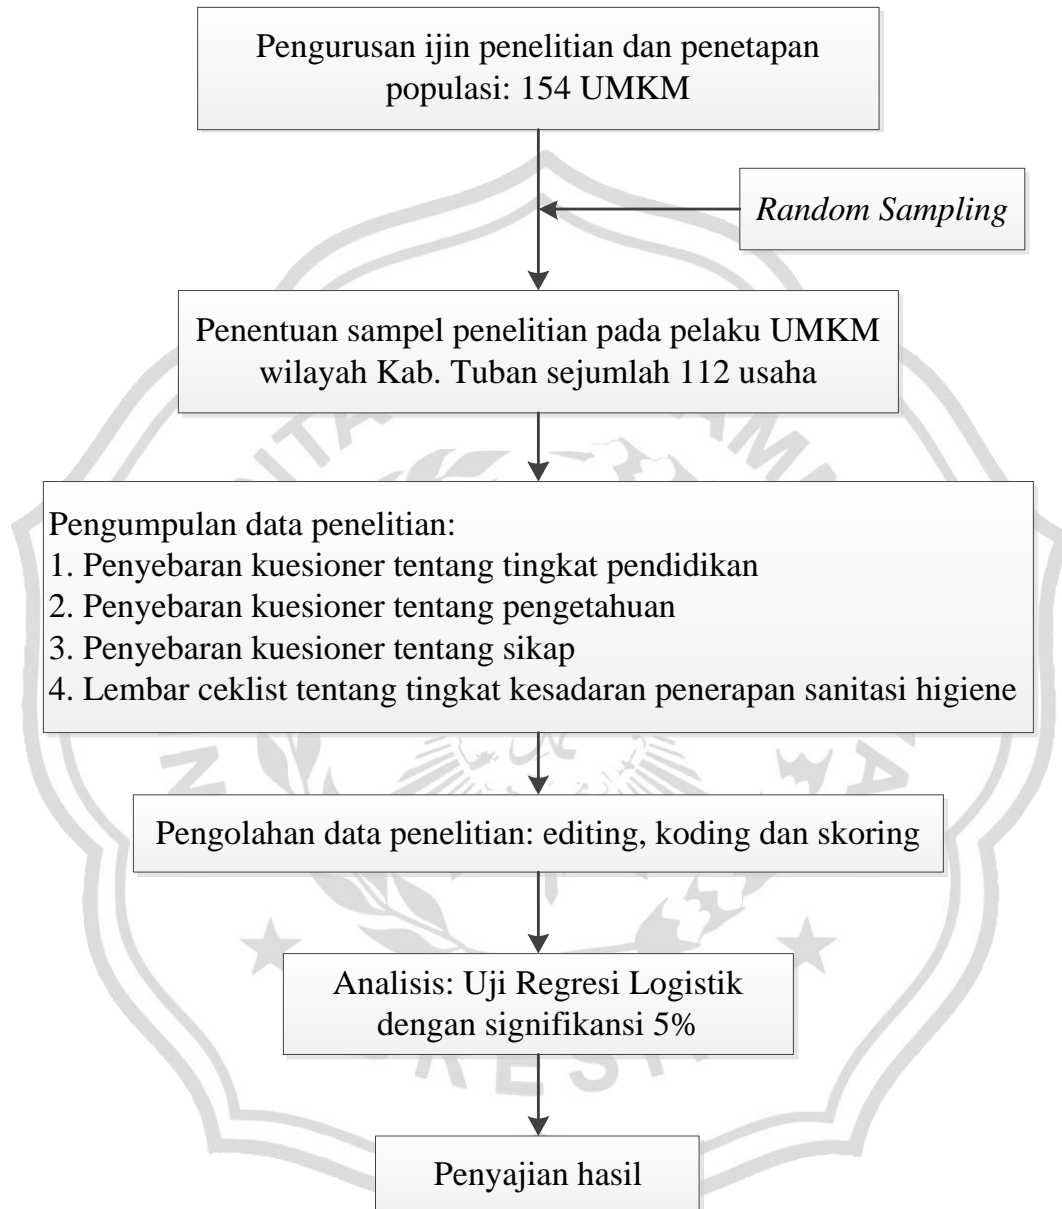 Pengurusan ijin penelitian dan penetapan
populasi: 154 UMKM
Random Sampling
Penentuan sampel penelitian pada pelaku UMKM
wilayah Kab. Tuban sejumlah 112 usaha
Pengumpulan data penelitian:
1. Penyebaran kuesioner tentang tingkat pendidikan
2. Penyebaran kuesioner tentang pengetahuan
3. Penyebaran kuesioner tentang sikap
4. Lembar ceklist tentang tingkat kesadaran penerapan sanitasi higiene
Pengolahan data penelitian: editing, koding dan skoring
Analisis: Uji Regresi Logistik
dengan signifikansi 5%
Penyajian hasil